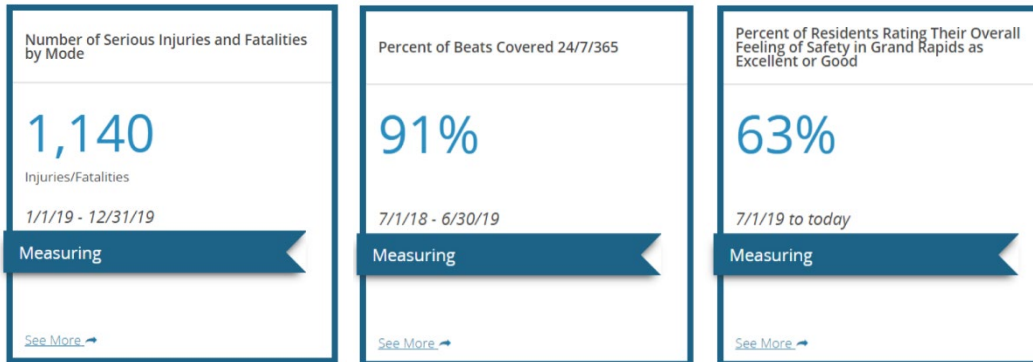 Number of Serious Injuries and Fatalities
by Mode
1,140
Injuries/Fatalities
1/1/19 - 12/31/19
Measuring
See More
Percent of Beats Covered 24/7/365
91%
7/1/18 - 6/30/19
Measuring
See More
Percent of Residents Rating Their Overall
Feeling of Safety in Grand Rapids as
Excellent or Good
63%
7/1/19 to today
Measuring
See More